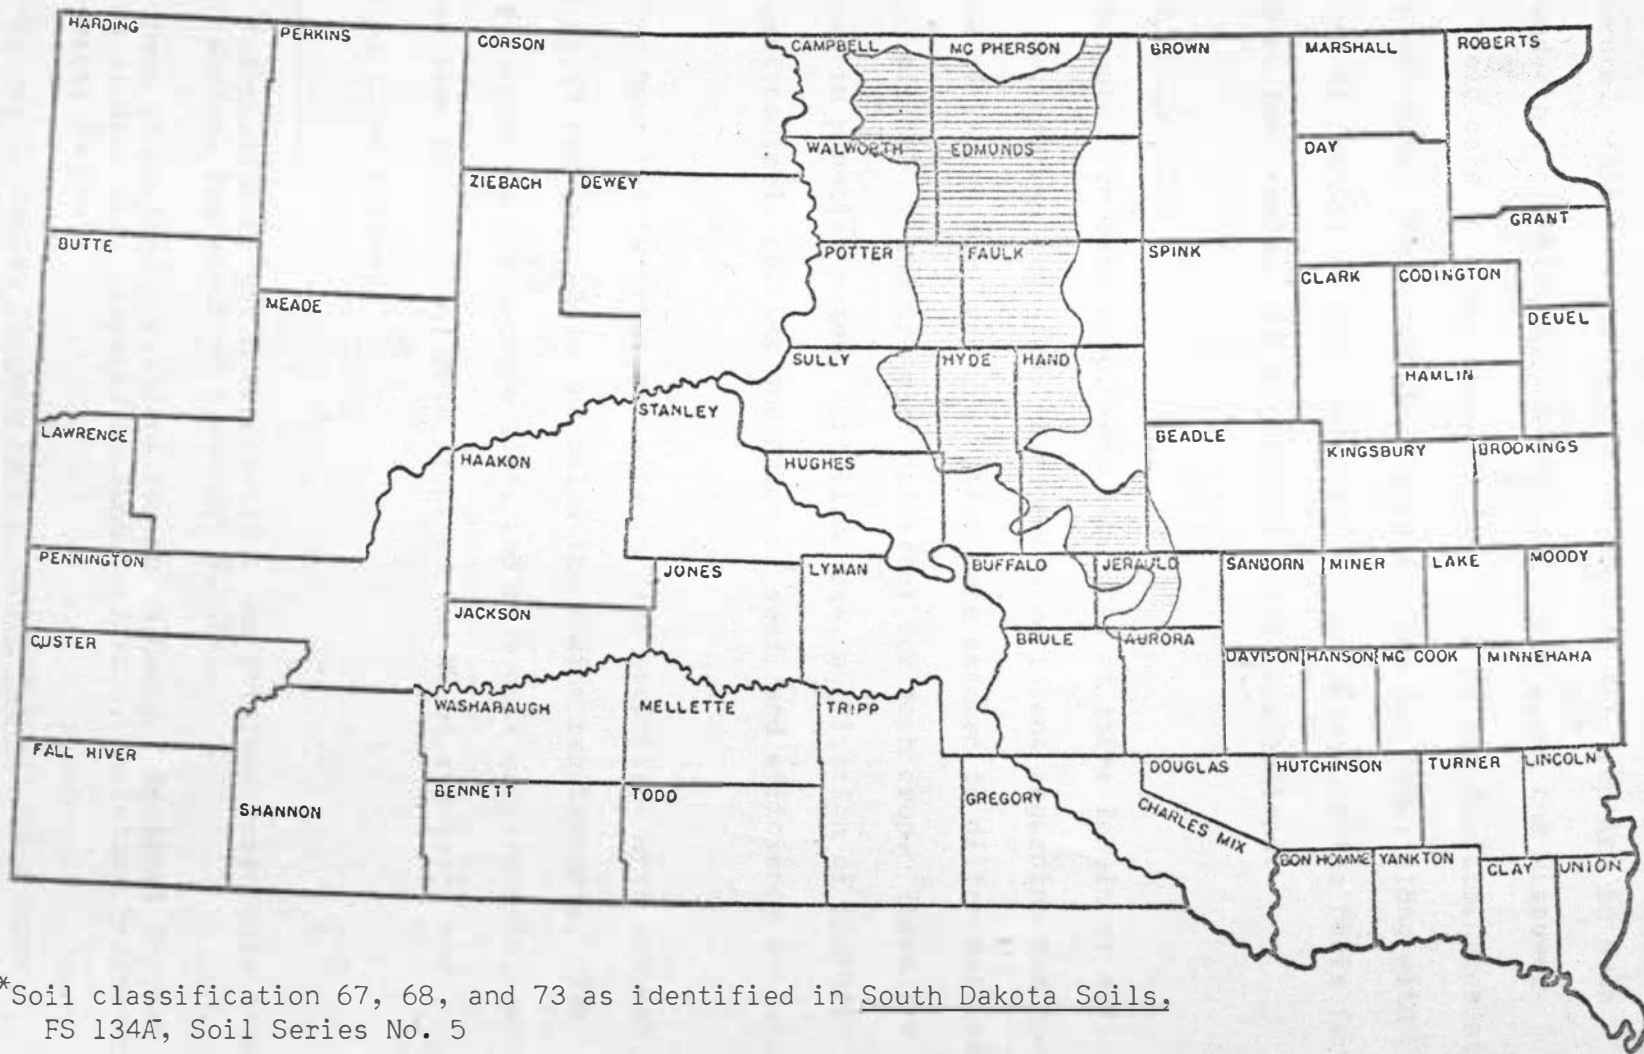 HARDING
PERKINS
CORSON
CAMPBELL
MC PHERSON
BROWN
MARSHALL
ROBERTS
WALWORTH
EDMUNDS
DAY
ZIEBACH
DEWEY
GRANT
BUTTE
POTTER
FAULK
SPINK
CLARK
CODINGTON
MEADE
DEUEL
SULLY
HYDE
HAND
HAMLIN
STANLEY
LAWRENCE
BEADLE
HAAKON
HUGHES
KINGSBURY
BROOKINGS
PENNINGTON
JONES
LYMAN
BUFFALO
JERAULD
SANBORN
MINER
LAKE
MOODY
JACKSON
CUSTER
BRULE
AURORA
DAVISON
HANSON
MC COOK
MINNEHAHA
WASHABAUGH
MELLETTE
TRIPP
FALL RIVER
DOUGLAS
HUTCHINSON
TURNER
LINCOLN
SHANNON
BENNETT
TODD
GREGORY
CHARLES MIX
BON HOMME
YANKTON
CLAY
UNION
*Soil classification 67, 68, and 73 as identified in South Dakota Soils,
FS 134A, Soil Series No. 5